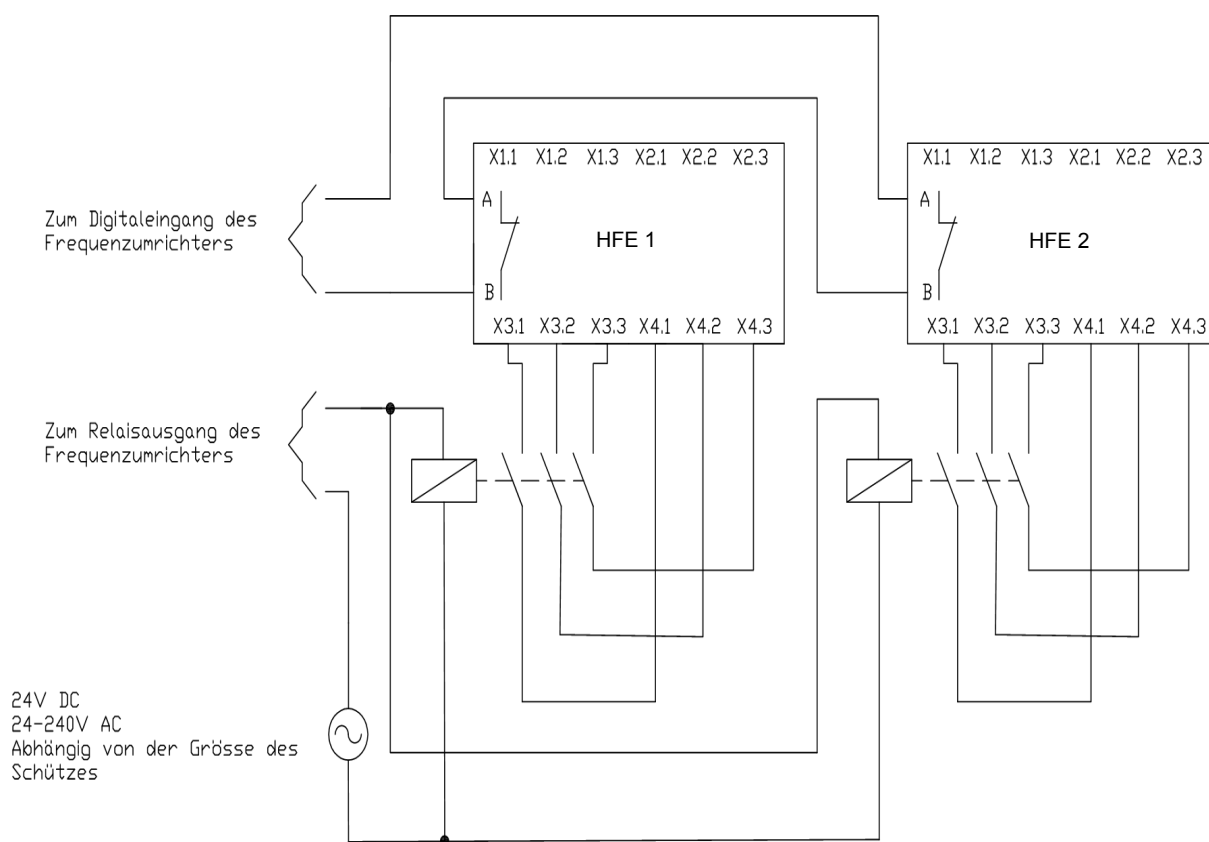 X1.1 X1.2 X1.3 X2.1 X2.2 X2.3
A
HFE 1
B
X3.1 X3.2 X3.3 X4.1 X4.2 X4.3
X1.1 X1.2 X1.3 X2.1 X2.2 X2.3
A
HFE 2
B
X3.1 X3.2 X3.3 X4.1 X4.2 X4.3
Zum Digitaleingang des
Frequenzumrichters
Zum Relaisausgang des
Frequenzumrichters
24V DC
24-240V AC
Abhängig von der Grösse des
Schützes